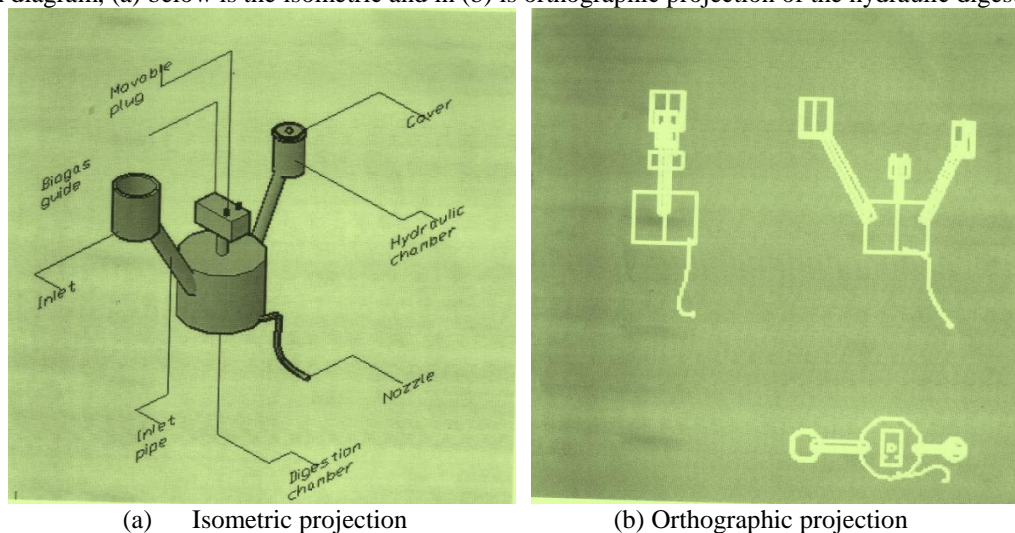 diagram, (a) below is the isometric and in (b) is orthographic projection of the hydraulic digest
Movable
plug
Cover
Biogas
guide
Hydraulic
chamber
Inlet
Nozzle
Inlet
pipe
Digestion
chamber
D
(a) Isometric projection
(b) Orthographic projection